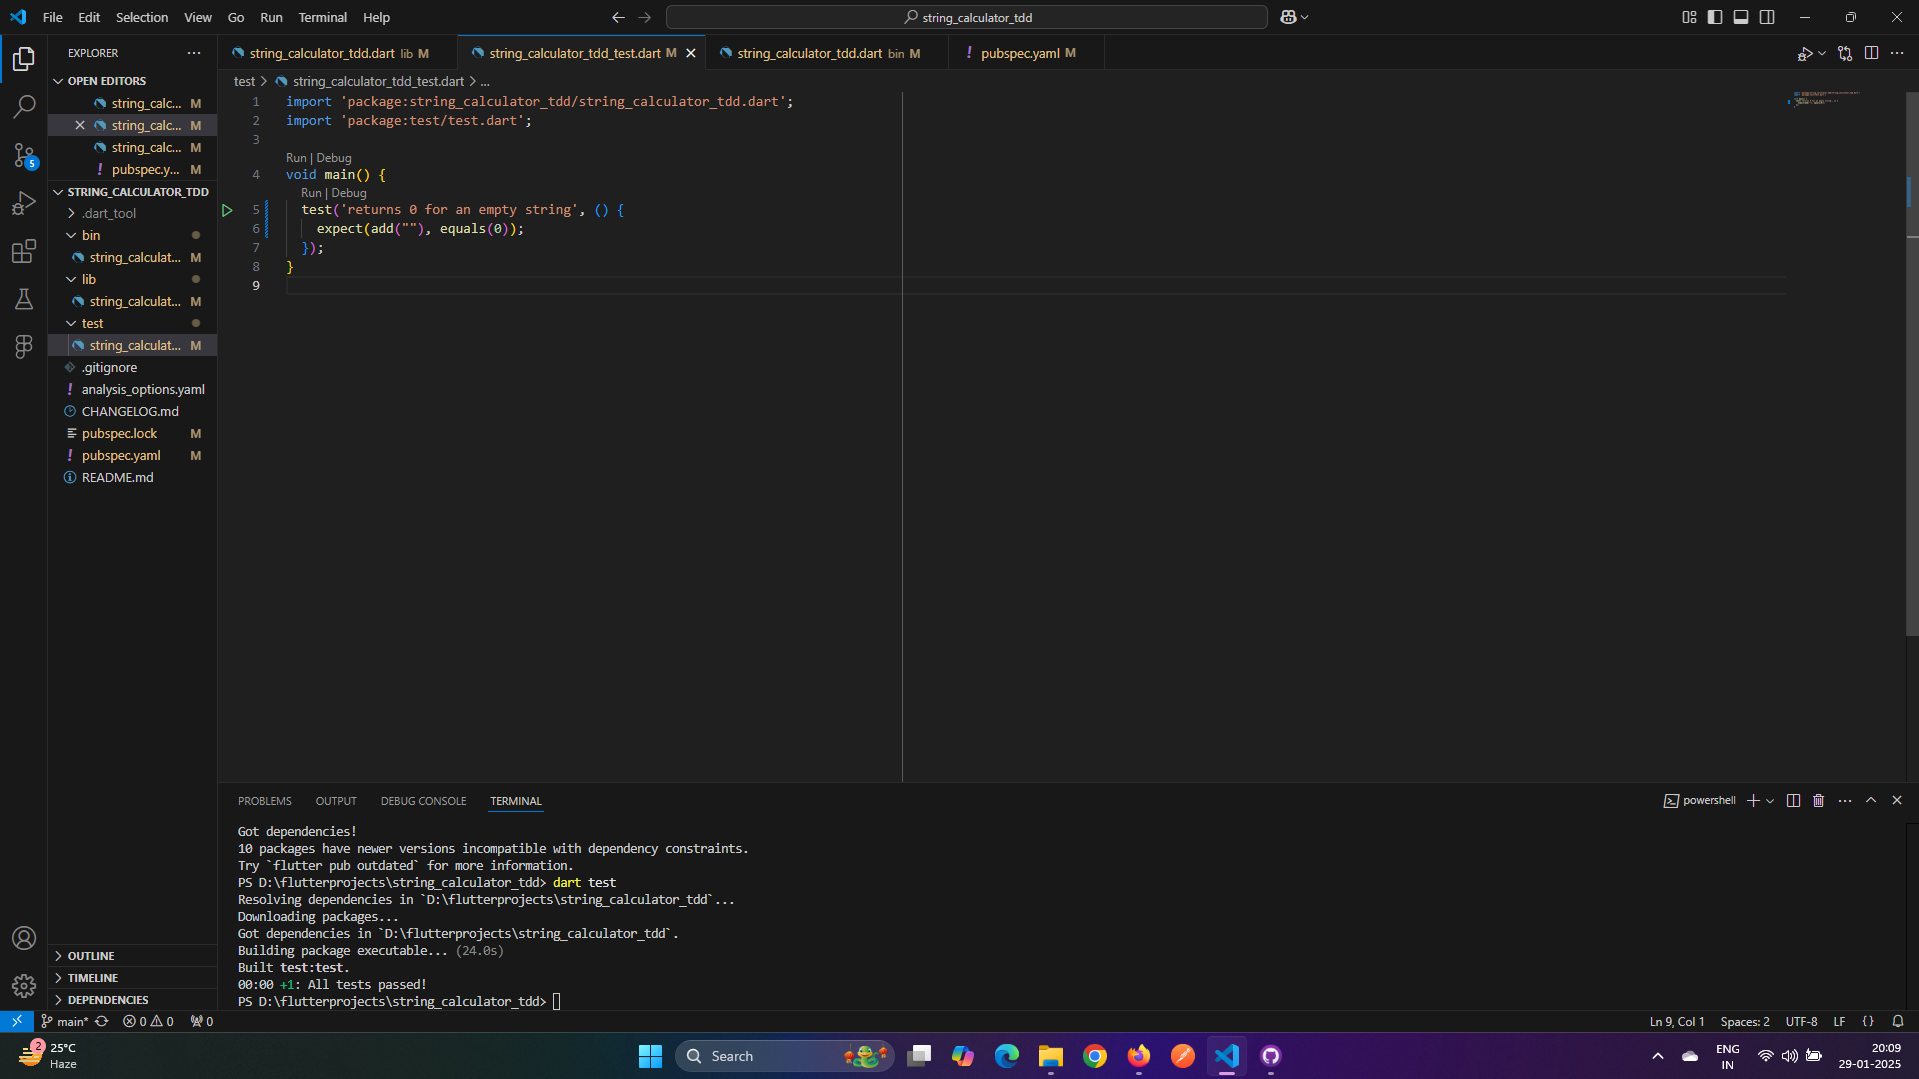 File Edit Selection View Go Run Terminal Help
string_calculator_tdd
EXPLORER
OPEN EDITORS
string_calc... M
string_calc... M
string_calc... M
pubspec.y... M
STRING_CALCULATOR_TDD
.dart_tool
bin
string_calculat... M
lib
string_calculat... M
test
string_calculat... M
.gitignore
analysis_options.yaml
CHANGELOG.md
pubspec.lock M
pubspec.yaml M
README.md
OUTLINE
TIMELINE
DEPENDENCIES
5
string_calculator_tdd.dart lib M
string_calculator_tdd_test.dart M
string_calculator_tdd.dart bin M
pubspec.yaml M
test > string_calculator_tdd_test.dart > ...
1 import 'package:string_calculator_tdd/string_calculator_tdd.dart';
2 import 'package:test/test.dart';
3
Run | Debug
4 void main() {
Run | Debug
5 test('returns 0 for an empty string', () {
6 expect(add(""), equals(0));
7 });
8 }
9
PROBLEMS OUTPUT DEBUG CONSOLE TERMINAL
powershell
Got dependencies!
10 packages have newer versions incompatible with dependency constraints.
Try `flutter pub outdated` for more information.
PS D:\flutterprojects\string_calculator_tdd> dart test
Resolving dependencies in `D:\flutterprojects\string_calculator_tdd`...
Downloading packages...
Got dependencies in `D:\flutterprojects\string_calculator_tdd`.
Building package executable... (24.0s)
Built test:test.
00:00 +1: All tests passed!
PS D:\flutterprojects\string_calculator_tdd>
main* 0 0 0
Ln 9, Col 1 Spaces: 2 UTF-8 LF {}
2
25°C
Haze
Search
ENG
IN
20:09
29-01-2025